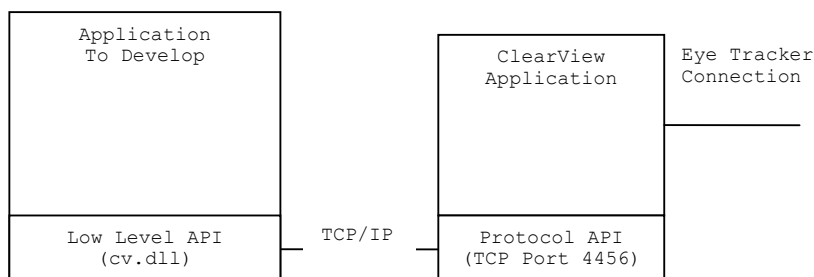 Application
To Develop
ClearView
Application
Eye Tracker
Connection
Low Level API
(cv.dll)
TCP/IP
Protocol API
(TCP Port 4456)